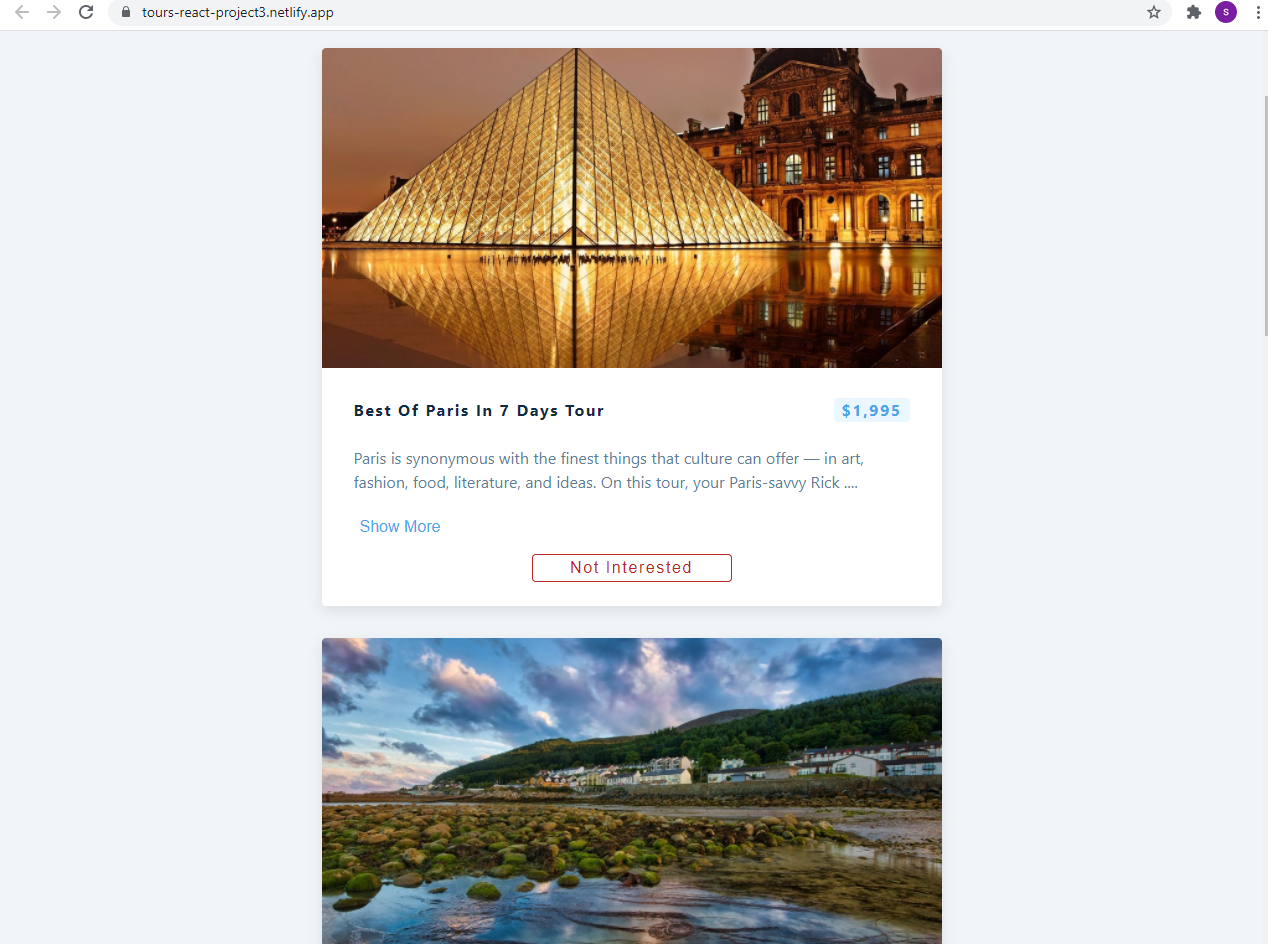 tours-react-project3.netlify.app
S
Best Of Paris In 7 Days Tour
$1,995
Paris is synonymous with the finest things that culture can offer — in art,
fashion, food, literature, and ideas. On this tour, your Paris-savvy Rick ....
Show More
Not Interested